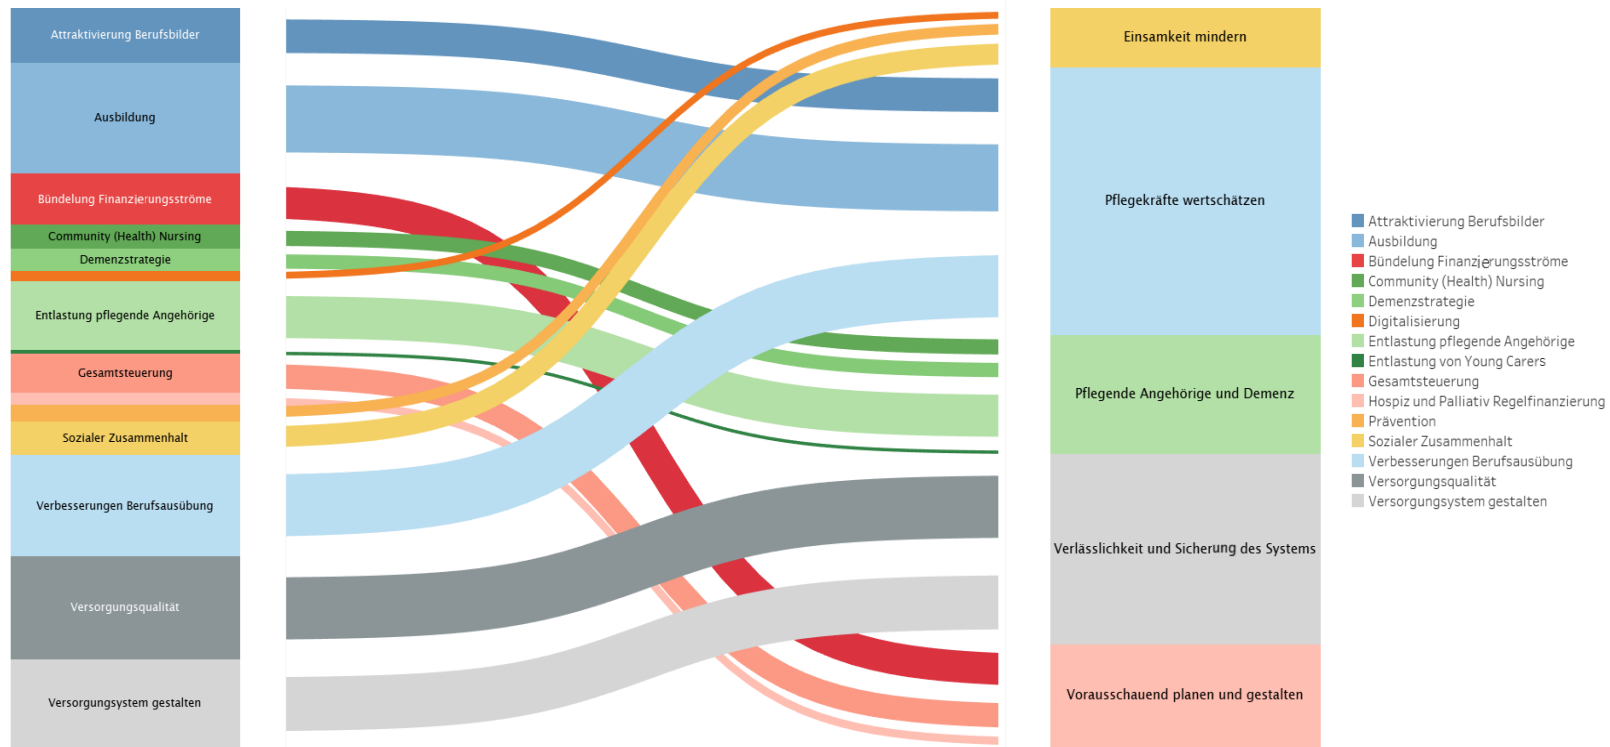 Attraktivierung Berufsbilder
Ausbildung
Bündelung Finanzierungsströme
Community (Health) Nursing
Demenzstrategie
Entlastung pflegende Angehörige
Gesamtsteuerung
Sozialer Zusammenhalt
Verbesserungen Berufsausübung
Versorgungsqualität
Versorgungsystem gestalten
Einsamkeit mindern
Pflegekräfte wertschätzen
Pflegende Angehörige und Demenz
Verlässlichkeit und Sicherung des Systems
Vorausschauend planen und gestalten
Attraktivierung Berufsbilder
Ausbildung
Bündelung Finanzierungsströme
Community (Health) Nursing
Demenzstrategie
Digitalisierung
Entlastung pflegende Angehörige
Entlastung von Young Carers
Gesamtsteuerung
Hospiz und Palliativ Regelfinanzierung
Prävention
Sozialer Zusammenhalt
Verbesserungen Berufsausübung
Versorgungsqualität
Versorgungsystem gestalten